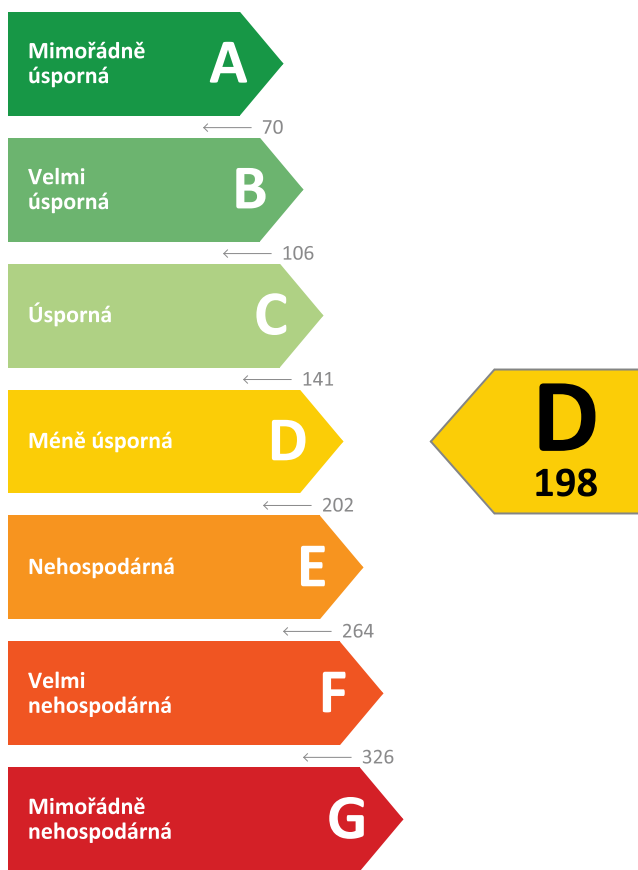 Mimořádně
úsporná
A
70
Velmi
úsporná
B
106
Úsporná
C
141
Méně úsporná
D
D
198
202
Nehospodárná
E
264
Velmi
nehospodárná
F
326
Mimořádně
nehospodárná
G